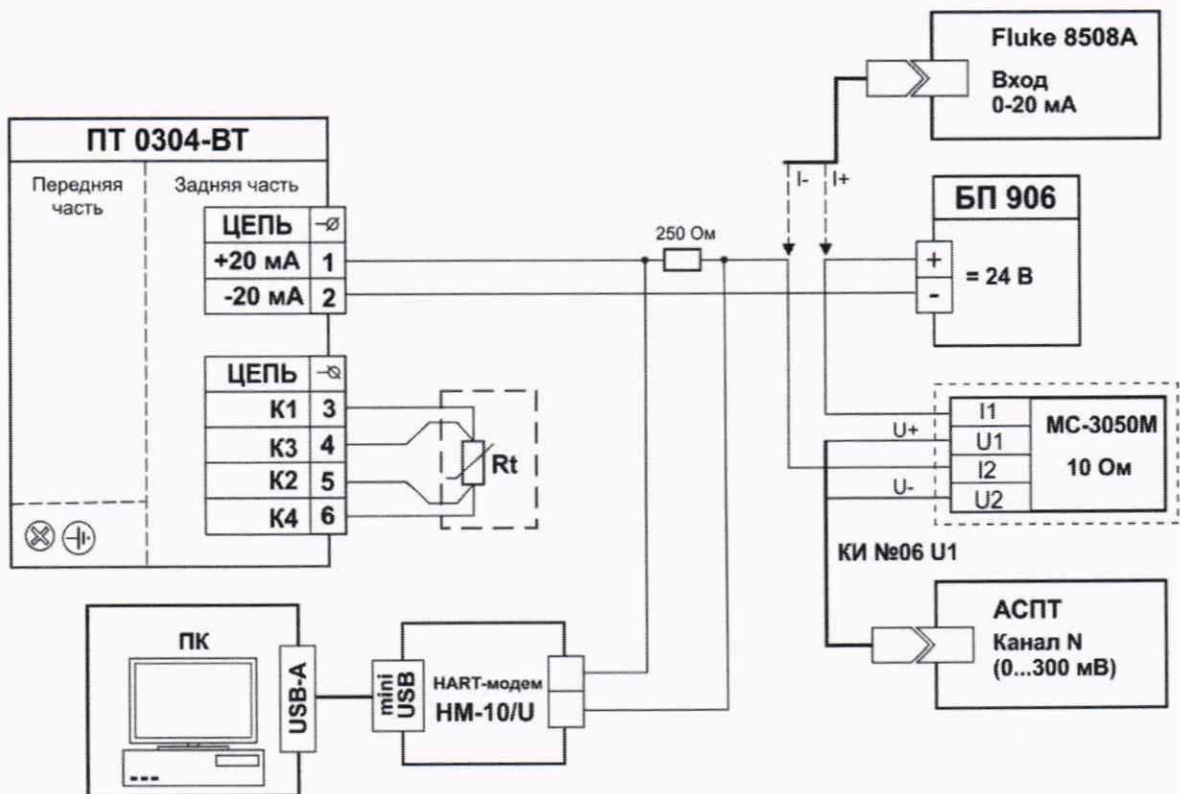 ПТ 0304-ВТ
Передняя
часть
Задняя часть
ЦЕПЬ
+20 мА 1
-20 мА 2
ЦЕПЬ
К1 3
К3 4
К2 5
К4 6
Rt
250 Ом
I-
I+
Fluke 8508A
Вход
0-20 мА
БП 906
+
-
= 24 В
I1
U1
I2
U2
МС-3050М
10 Ом
U+
U-
КИ №06 U1
АСПТ
Канал N
(0...300 мВ)
ПК
USB-A
mini
USB
HART-модем
НМ-10/U